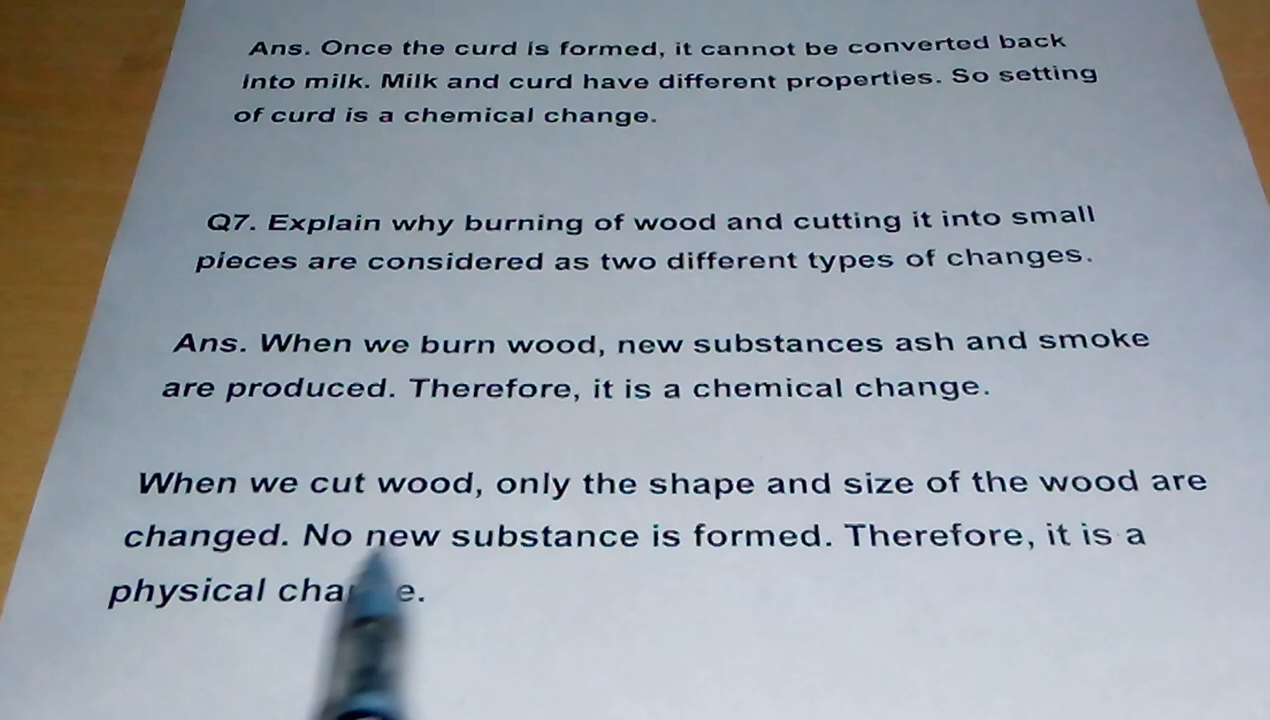 Ans. Once the curd is formed, it cannot be converted back
into milk. Milk and curd have different properties. So setting
of curd is a chemical change.
Q7. Explain why burning of wood and cutting it into small
pieces are considered as two different types of changes.
Ans. When we burn wood, new substances ash and smoke
are produced. Therefore, it is a chemical change.
When we cut wood, only the shape and size of the wood are
changed. No new substance is formed. Therefore, it is a
physical change.